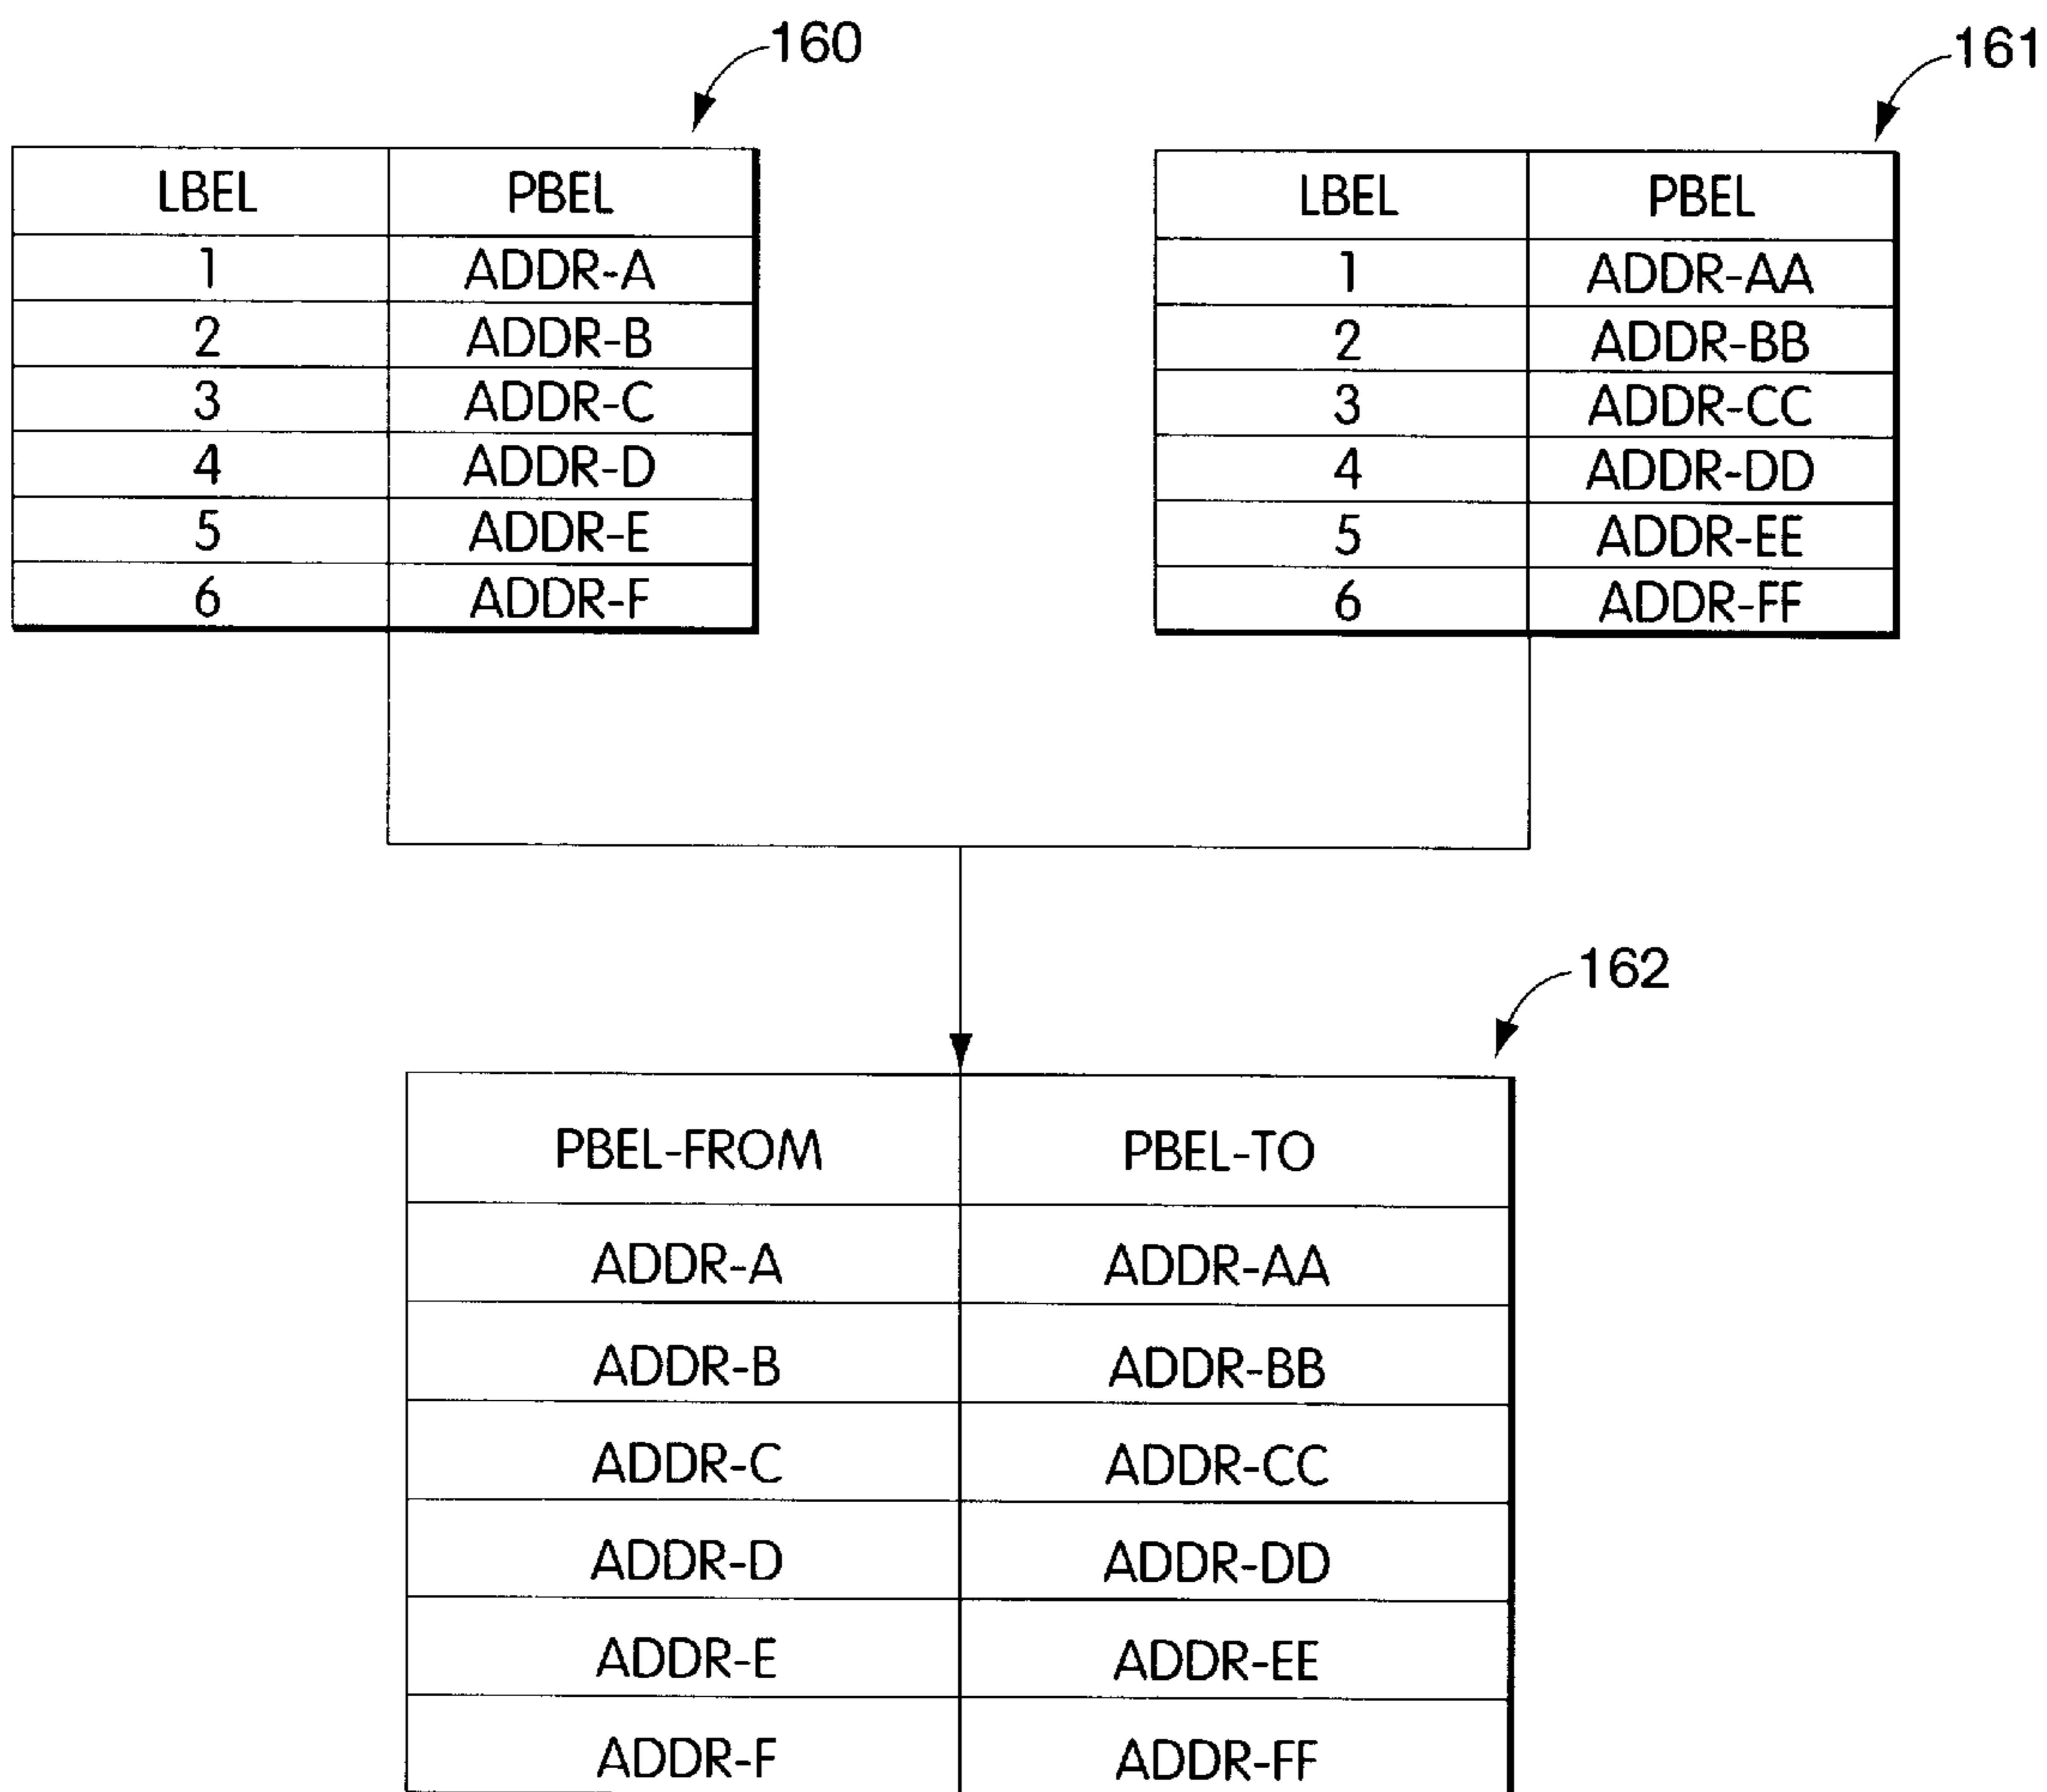 160
161
LBEL PBEL
1 ADDR-A
2 ADDR-B
3 ADDR-C
4 ADDR-D
5 ADDR-E
6 ADDR-F
LBEL PBEL
1 ADDR-AA
2 ADDR-BB
3 ADDR-CC
4 ADDR-DD
5 ADDR-EE
6 ADDR-FF
162
PBEL-FROM PBEL-TO
ADDR-A ADDR-AA
ADDR-B ADDR-BB
ADDR-C ADDR-CC
ADDR-D ADDR-DD
ADDR-E ADDR-EE
ADDR-F ADDR-FF